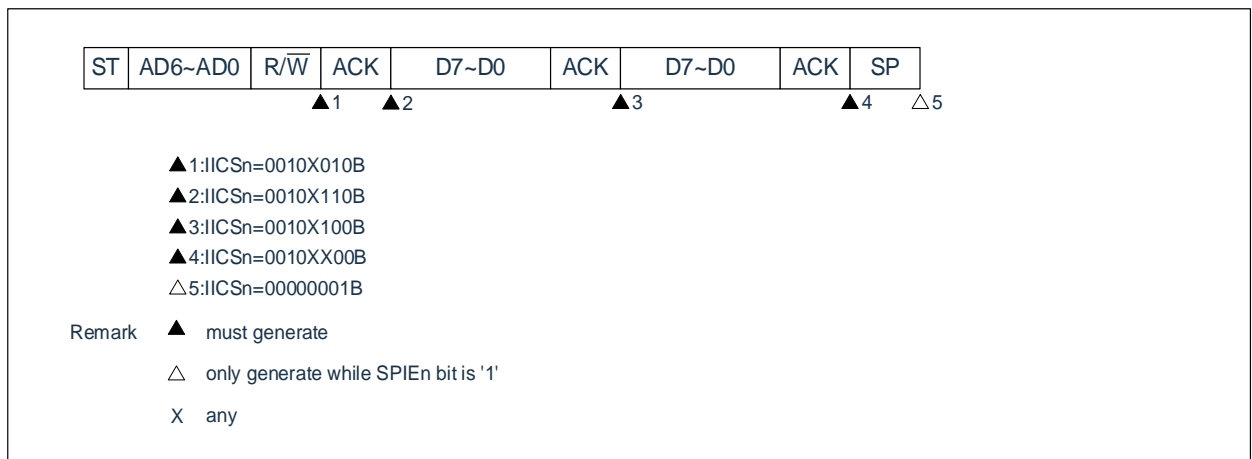 ST AD6~AD0 R/W̅ ACK D7~D0 ACK D7~D0 ACK SP
▲1 ▲2 ▲3 ▲4 △5
▲1:IICSn=0010X010B
▲2:IICSn=0010X110B
▲3:IICSn=0010X100B
▲4:IICSn=0010XX00B
△5:IICSn=00000001B
Remark ▲ must generate
△ only generate while SPIEn bit is '1'
X any